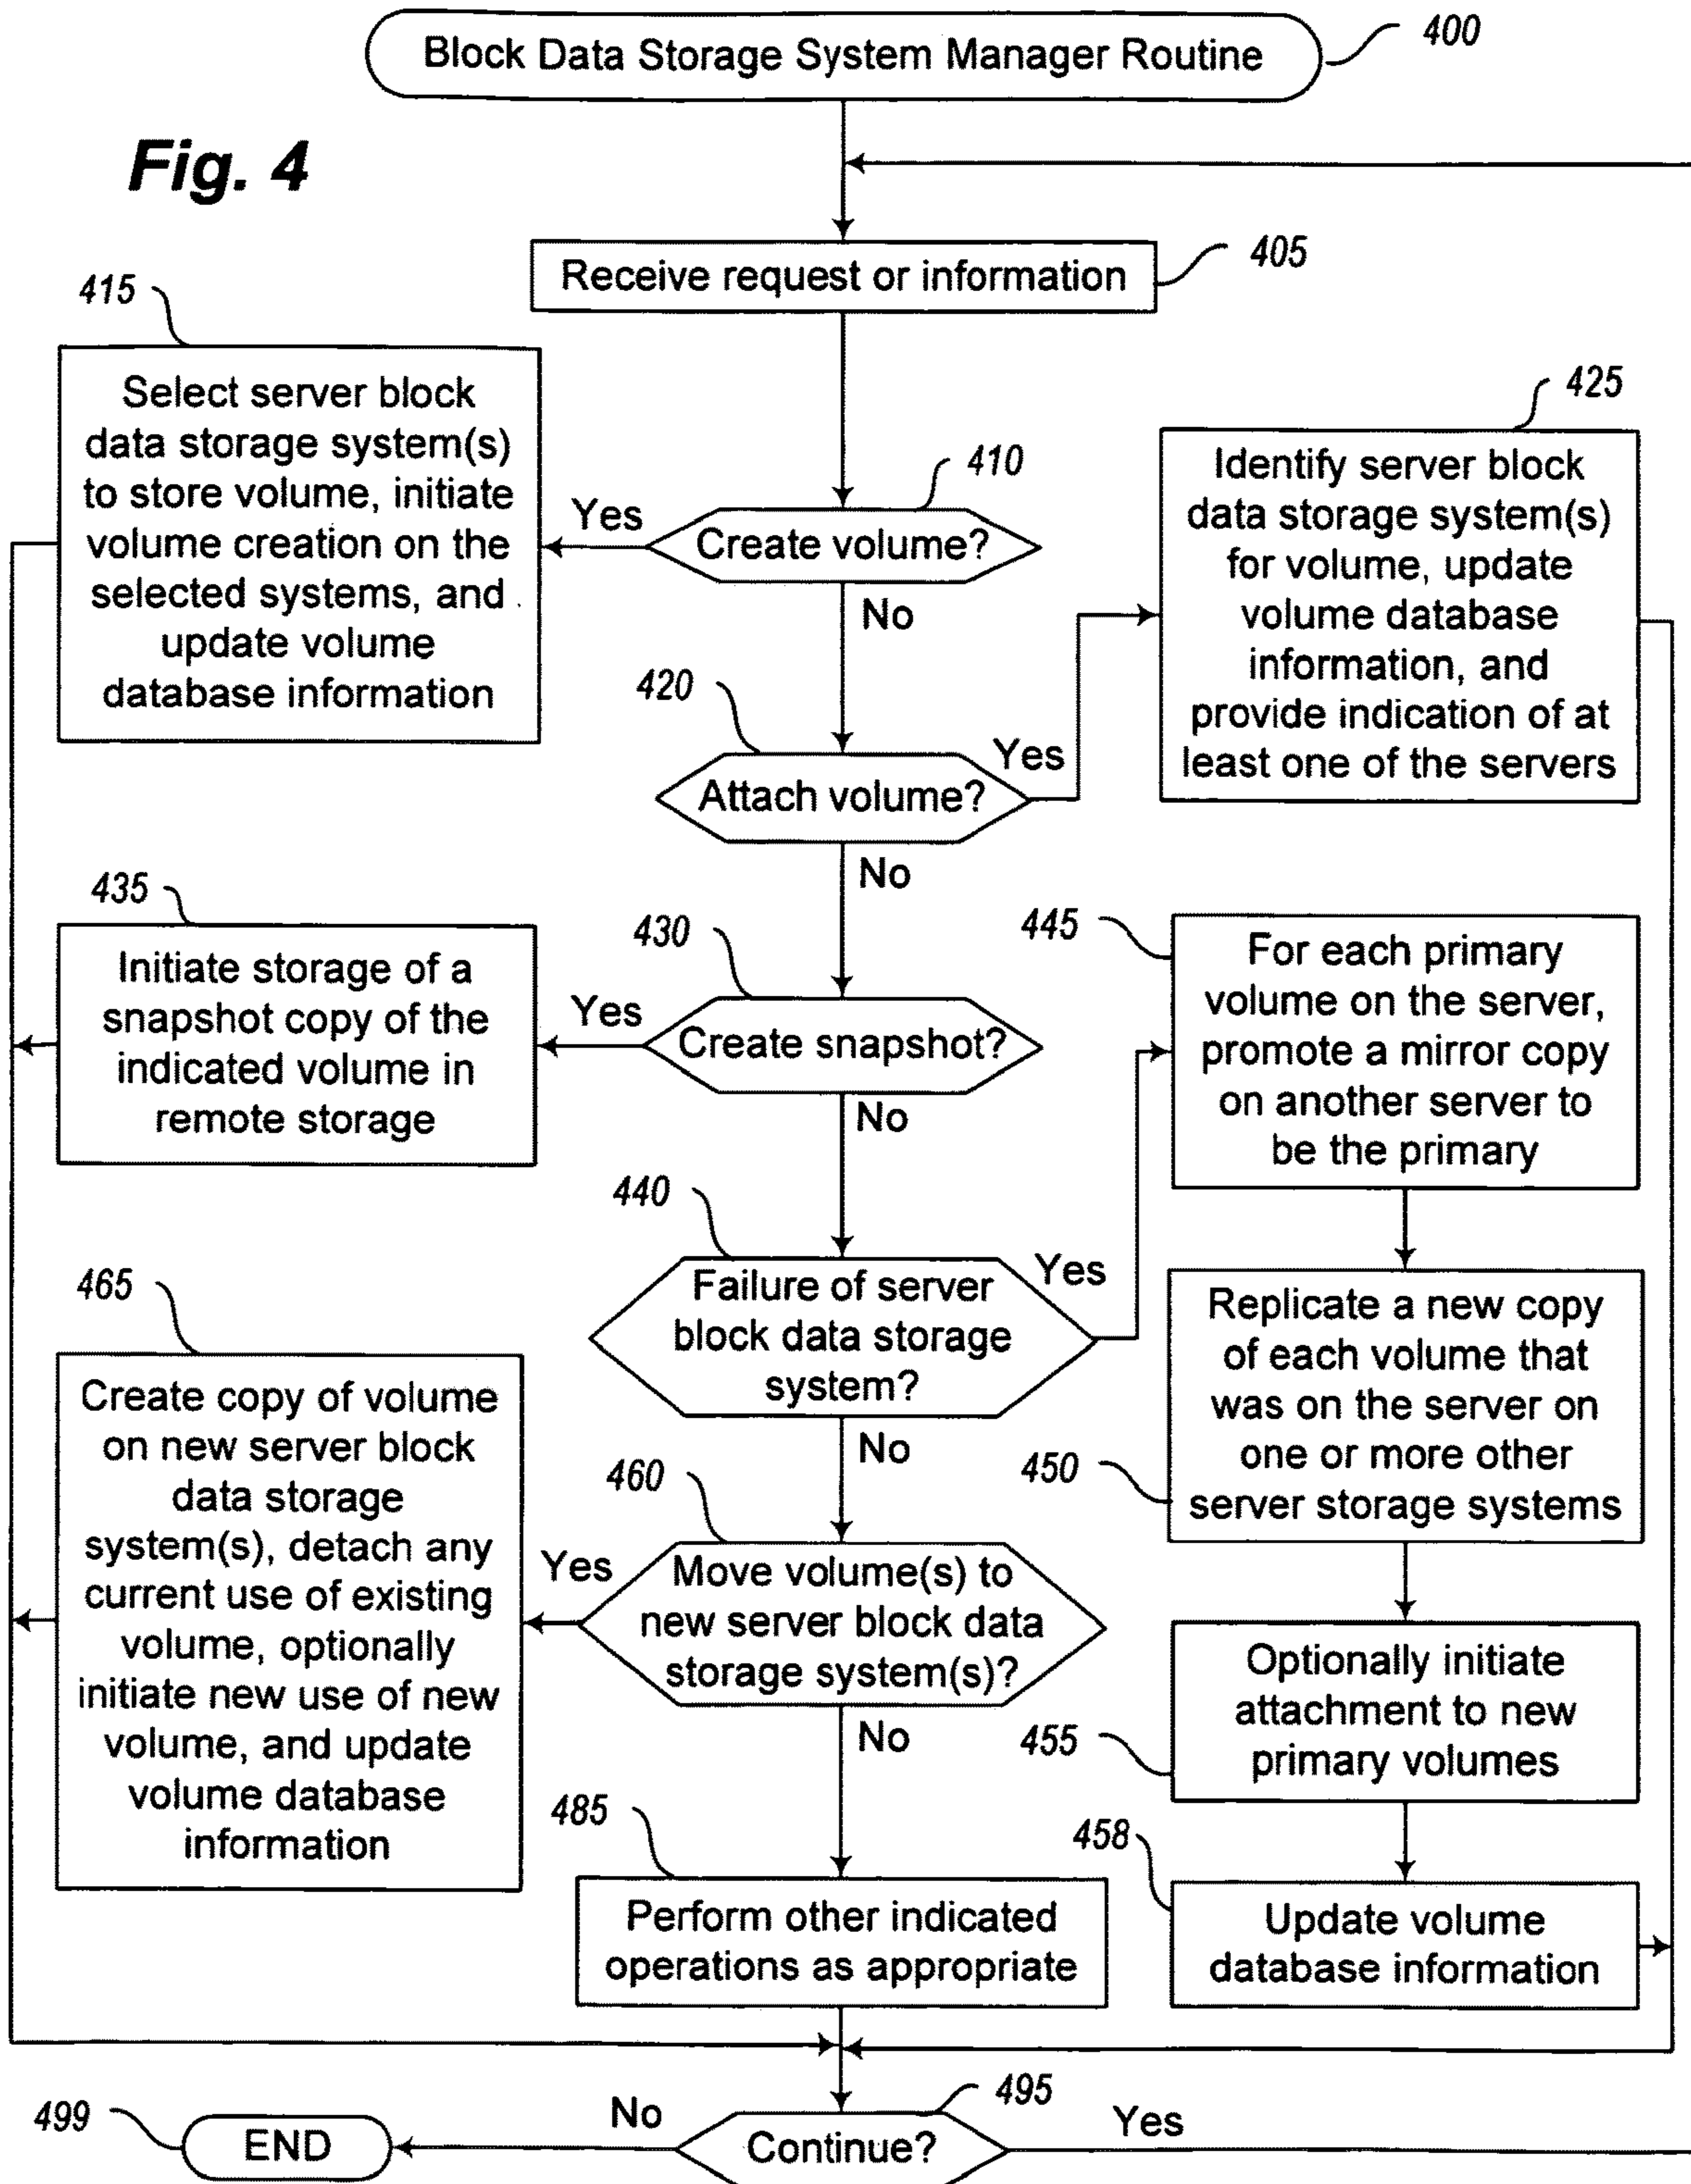 Block Data Storage System Manager Routine
400
Fig. 4
Receive request or information
405
415
Select server block
data storage system(s)
to store volume, initiate
volume creation on the
selected systems, and
update volume
database information
Yes
410
Create volume?
No
425
Identify server block
data storage system(s)
for volume, update
volume database
information, and
provide indication of at
least one of the servers
420
Yes
Attach volume?
No
435
Initiate storage of a
snapshot copy of the
indicated volume in
remote storage
Yes
430
Create snapshot?
No
445
For each primary
volume on the server,
promote a mirror copy
on another server to
be the primary
440
Failure of server
block data storage
system?
Yes
No
450
Replicate a new copy
of each volume that
was on the server on
one or more other
server storage systems
465
Create copy of volume
on new server block
data storage
system(s), detach any
current use of existing
volume, optionally
initiate new use of new
volume, and update
volume database
information
Yes
460
Move volume(s) to
new server block data
storage system(s)?
No
455
Optionally initiate
attachment to new
primary volumes
485
Perform other indicated
operations as appropriate
458
Update volume
database information
499
END
No
495
Continue?
Yes